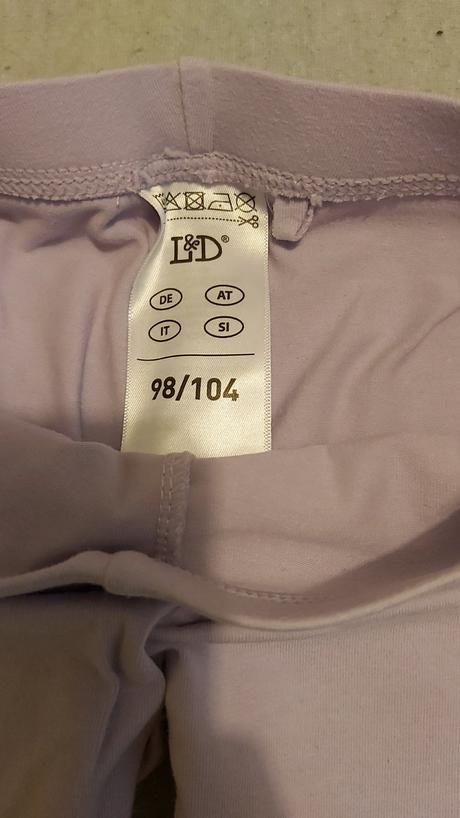 L&D®
DE AT
IT SI
98/104